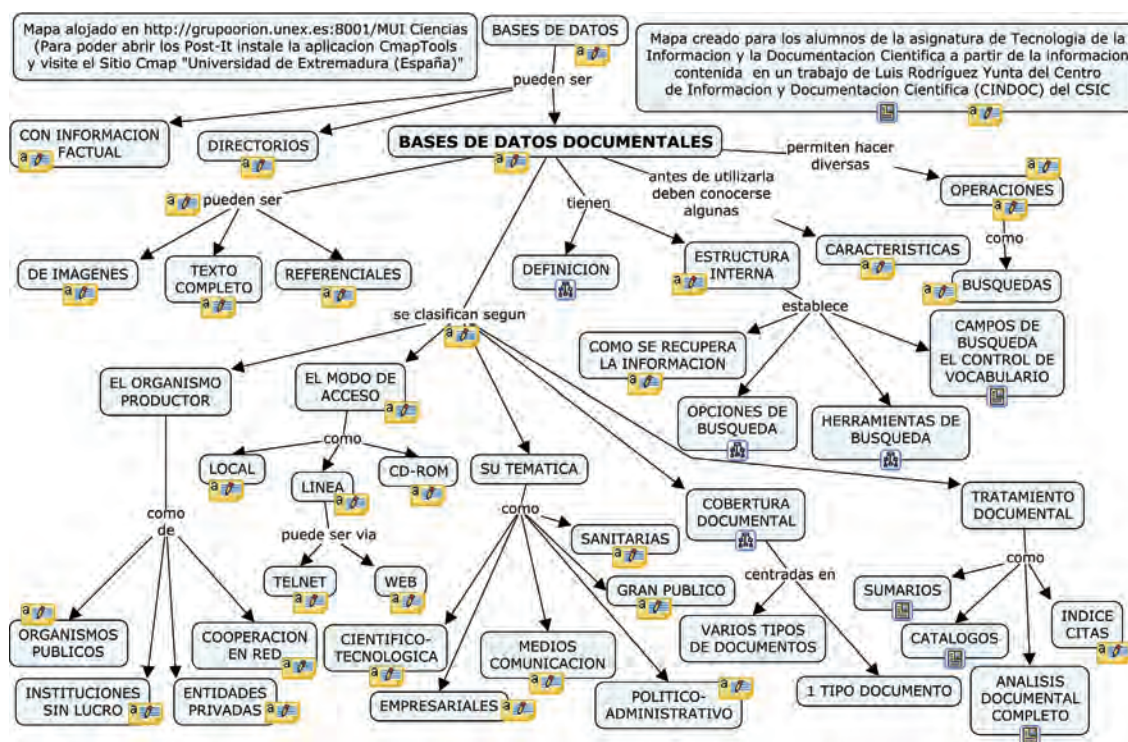 Mapa alojado en http://grupoorion.unex.es:8001/MUI Ciencias
(Para poder abrir los Post-It instale la aplicacion CmapTools
y visite el Sitio Cmap "Universidad de Extremadura (España)"
BASES DE DATOS
Mapa creado para los alumnos de la asignatura de Tecnologia de la
Informacion y la Documentacion Cientifica a partir de la informacion
contenida en un trabajo de Luis Rodríguez Yunta del Centro
de Informacion y Documentacion Cientifica (CINDOC) del CSIC
pueden ser
CON INFORMACION
FACTUAL
DIRECTORIOS
BASES DE DATOS DOCUMENTALES
permiten hacer
diversas
OPERACIONES
como
BUSQUEDAS
antes de utilizarla
deben conocerse
algunas
CARACTERISTICAS
tienen
DEFINICION
ESTRUCTURA
INTERNA
pueden ser
DE IMAGENES
TEXTO
COMPLETO
REFERENCIALES
establece
COMO SE RECUPERA
LA INFORMACION
OPCIONES DE
BUSQUEDA
HERRAMIENTAS DE
BUSQUEDA
CAMPOS DE
BUSQUEDA
EL CONTROL DE
VOCABULARIO
se clasifican segun
EL ORGANISMO
PRODUCTOR
como
de
ORGANISMOS
PUBLICOS
INSTITUCIONES
SIN LUCRO
ENTIDADES
PRIVADAS
COOPERACION
EN RED
EL MODO DE
ACCESO
como
LOCAL
LINEA
CD-ROM
puede ser via
TELNET
WEB
SU TEMATICA
como
CIENTIFICO-
TECNOLOGICA
EMPRESARIALES
MEDIOS
COMUNICACION
POLITICO-
ADMINISTRATIVO
GRAN PUBLICO
SANITARIAS
COBERTURA
DOCUMENTAL
centradas en
VARIOS TIPOS
DE DOCUMENTOS
1 TIPO DOCUMENTO
TRATAMIENTO
DOCUMENTAL
como
SUMARIOS
CATALOGOS
ANALISIS
DOCUMENTAL
COMPLETO
INDICE
CITAS